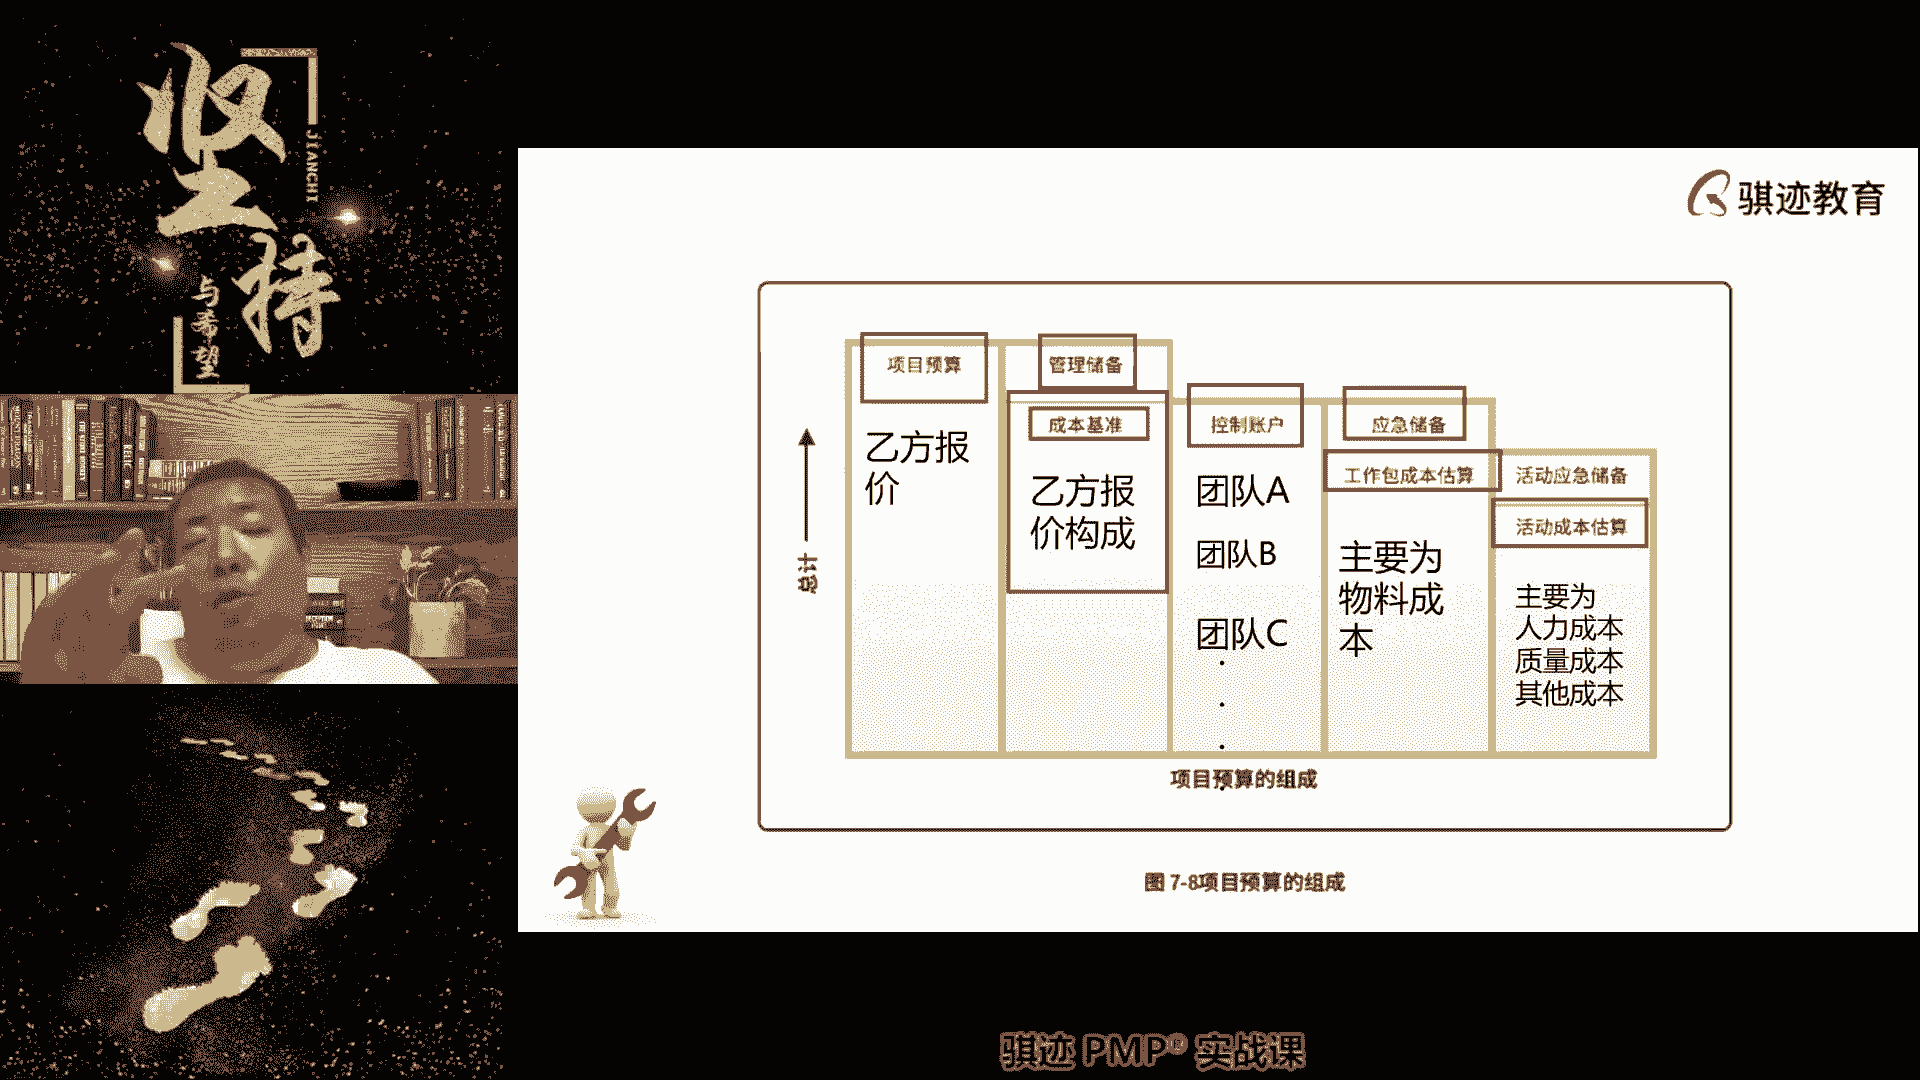 坚持
JIANCHI
与希望
骐迹教育
项目预算
管理储备
成本基准
控制账户
应急储备
工作包成本估算
活动应急储备
活动成本估算
乙方报
价
乙方报
价构成
团队A
团队B
团队C
主要为
物料成
本
主要为
人力成本
质量成本
其他成本
总计
项目预算的组成
图 7-8项目预算的组成
骐迹 PMP® 实战课